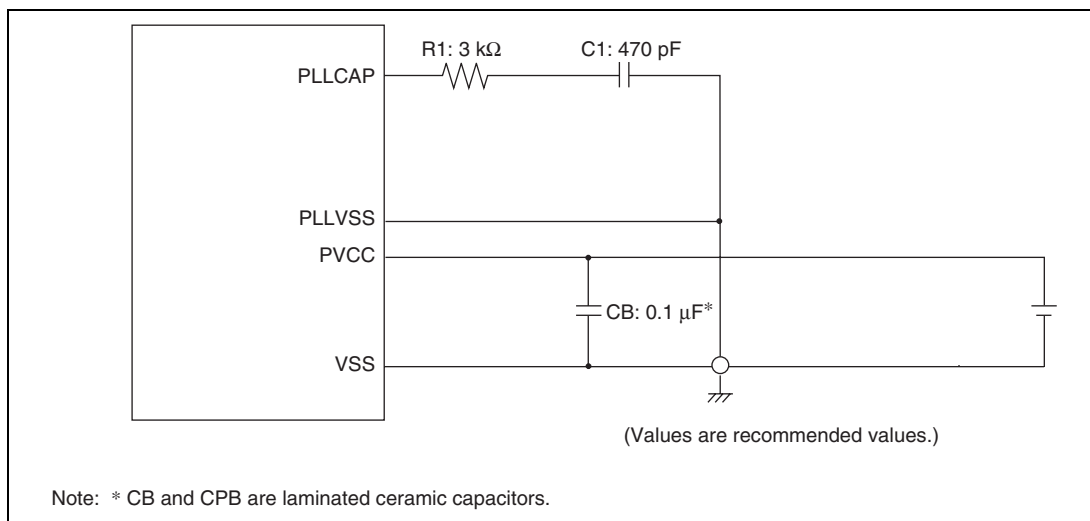 R1: 3 kΩ C1: 470 pF
PLLCAP
PLLVSS
PVCC
CB: 0.1 μF*
VSS
(Values are recommended values.)
Note: * CB and CPB are laminated ceramic capacitors.